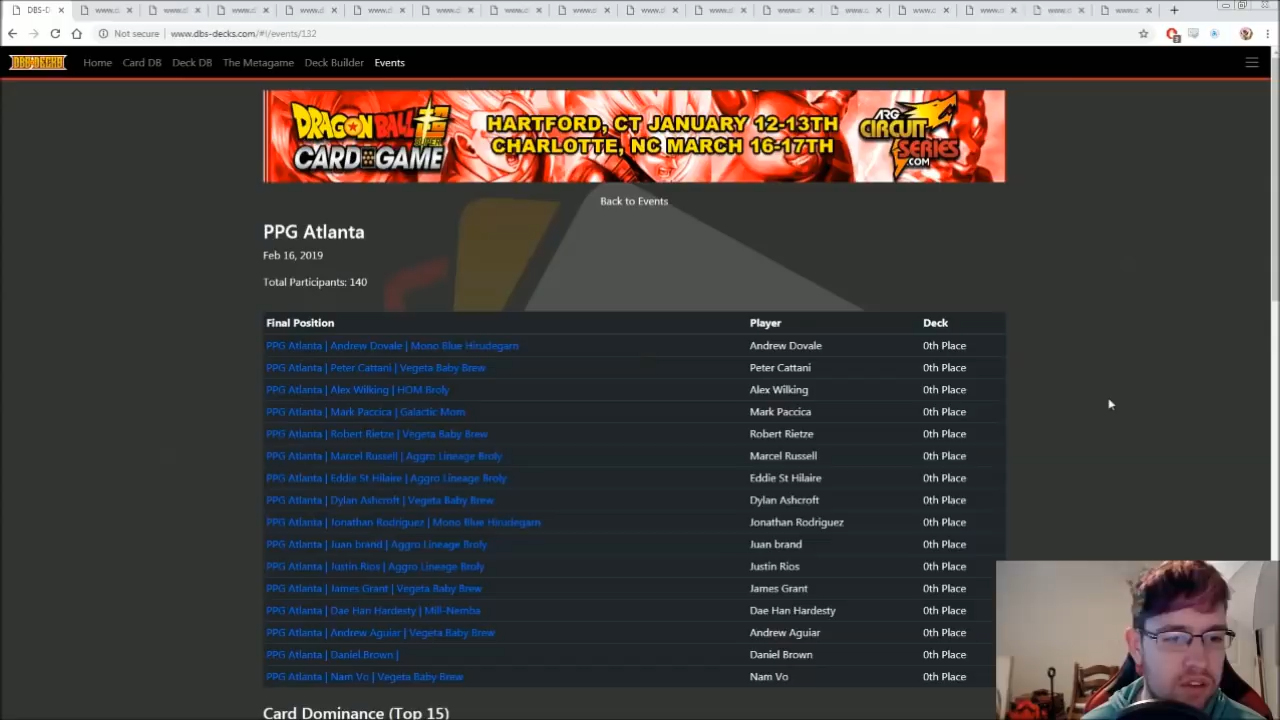 DBS-D
Not secure | www.dbs-decks.com/#!/events/132
Home Card DB Deck DB The Metagame Deck Builder Events
DRAGON BALL SUPER CARD GAME
HARTFORD, CT JANUARY 12-13TH
CHARLOTTE, NC MARCH 16-17TH
ARG CIRCUIT SERIES .COM
Back to Events
PPG Atlanta
Feb 16, 2019
Total Participants: 140
Final Position Player Deck
PPG Atlanta | Andrew Dovale | Mono Blue Hirudegarn Andrew Dovale 0th Place
PPG Atlanta | Peter Cattani | Vegeta Baby Brew Peter Cattani 0th Place
PPG Atlanta | Alex Wilking | HOM Broly Alex Wilking 0th Place
PPG Atlanta | Mark Paccica | Galactic Mom Mark Paccica 0th Place
PPG Atlanta | Robert Rietze | Vegeta Baby Brew Robert Rietze 0th Place
PPG Atlanta | Marcel Russell | Aggro Lineage Broly Marcel Russell 0th Place
PPG Atlanta | Eddie St Hilaire | Aggro Lineage Broly Eddie St Hilaire 0th Place
PPG Atlanta | Dylan Ashcroft | Vegeta Baby Brew Dylan Ashcroft 0th Place
PPG Atlanta | Jonathan Rodriguez | Mono Blue Hirudegarn Jonathan Rodriguez 0th Place
PPG Atlanta | Juan brand | Aggro Lineage Broly Juan brand 0th Place
PPG Atlanta | Justin Rios | Aggro Lineage Broly Justin Rios 0th Place
PPG Atlanta | James Grant | Vegeta Baby Brew James Grant 0th Place
PPG Atlanta | Dae Han Hardesty | Mill-Nemba Dae Han Hardesty 0th Place
PPG Atlanta | Andrew Aguiar | Vegeta Baby Brew Andrew Aguiar 0th Place
PPG Atlanta | Daniel Brown | Daniel Brown 0th Place
PPG Atlanta | Nam Vo | Vegeta Baby Brew Nam Vo 0th Place
Card Dominance (Top 15)